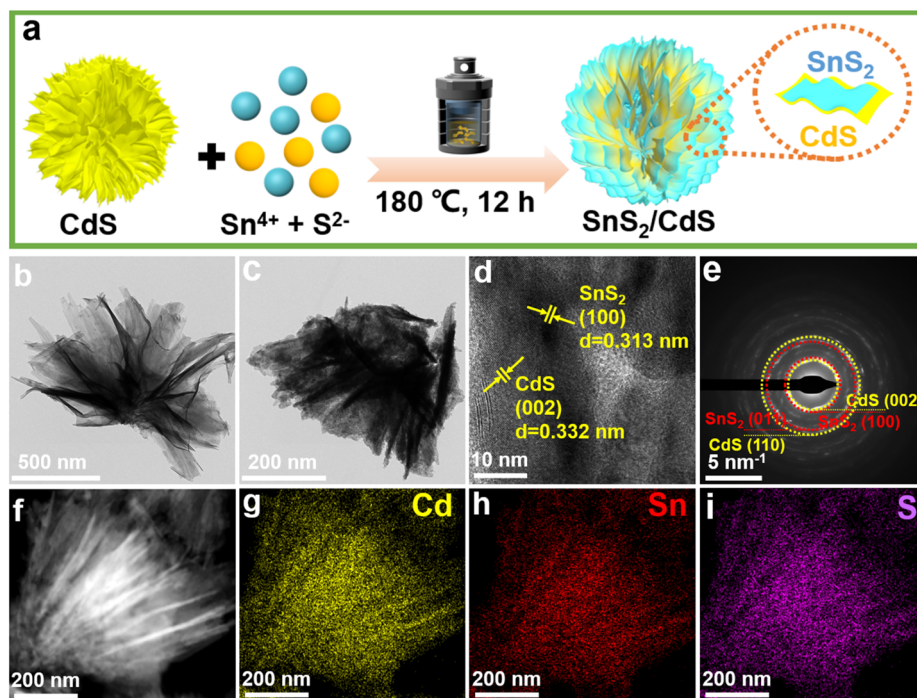 a
SnS₂
CdS
CdS
Sn⁴⁺ + S²⁻
180 ℃, 12 h
SnS₂/CdS
b
500 nm
c
200 nm
d
SnS₂
(100)
d=0.313 nm
CdS
(002)
d=0.332 nm
10 nm
e
CdS (002
SnS₂ (011)
SnS₂ (100)
CdS (110)
5 nm⁻¹
f
200 nm
g
Cd
200 nm
h
Sn
200 nm
i
S
200 nm